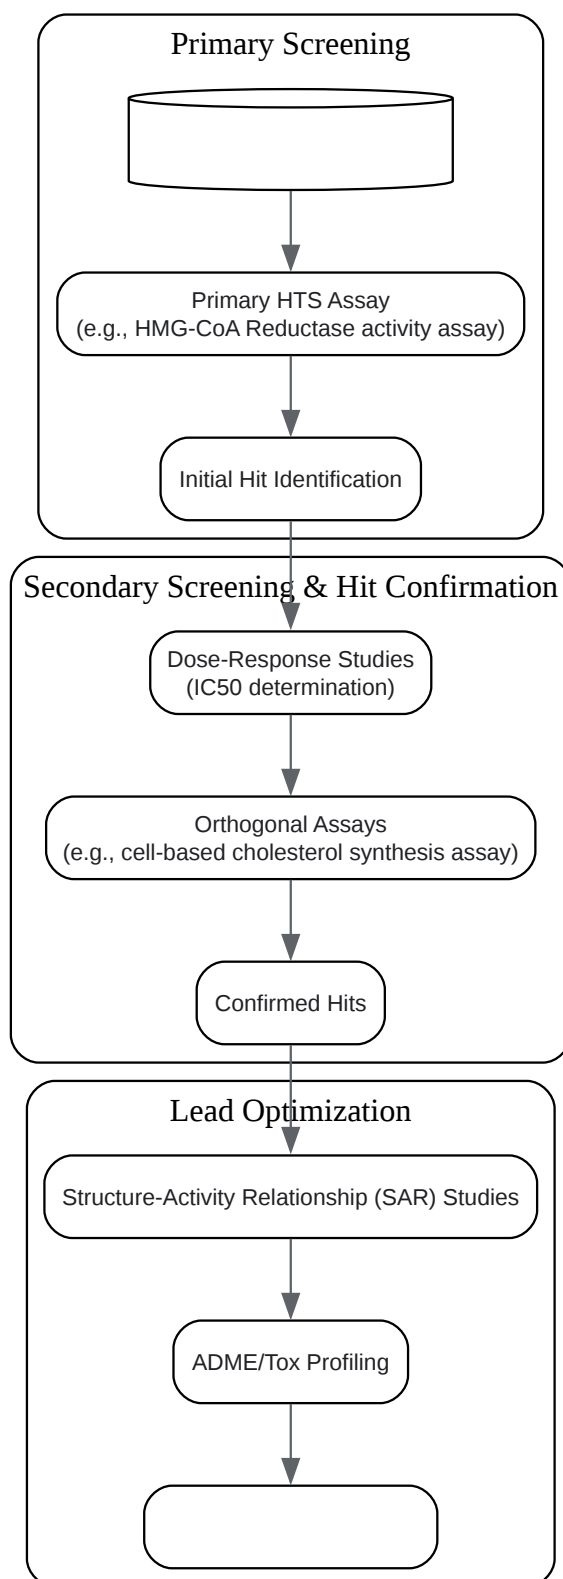 Primary Screening
Primary HTS Assay
(e.g., HMG-CoA Reductase activity assay)
Initial Hit Identification
Secondary Screening & Hit Confirmation
Dose-Response Studies
(IC50 determination)
Orthogonal Assays
(e.g., cell-based cholesterol synthesis assay)
Confirmed Hits
Lead Optimization
Structure-Activity Relationship (SAR) Studies
ADME/Tox Profiling